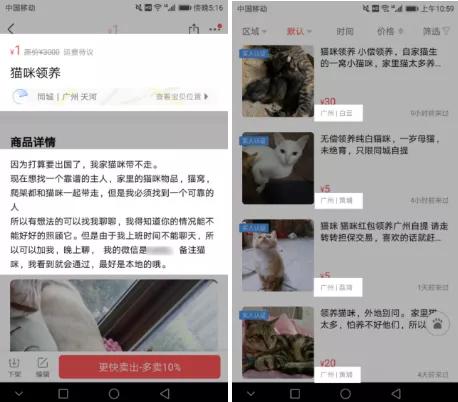 中国移动
傍晚5:16
¥1
¥1 原价¥3000 运费待议
猫咪领养
同城 | 广州 天河
查看宝贝位置
商品详情
因为打算要出国了，我家猫咪带不走。
现在想找一个靠谱的主人、家里的猫咪物品，猫窝，
爬架都和猫咪一起带走，但是我必须找到一个可靠的
人
所以有想法的可以找我聊聊，我得知道你的情况能不
能好好的照顾它。但是由于我上班时间不能聊天，所
以可以加我，晚上聊， 我的微信是 备注猫
咪，我看到就会通过，最好是本地的哦。
下架
编辑
更快卖出-多卖10%
中国移动
上午10:59
区域
默认
时间
价格
筛选
实人认证
猫咪领养 小偿领养，自家猫生
的一窝小猫咪，家里猫太多养...
¥30
广州 | 白云
9小时前来过
实人认证
无偿领养纯白猫咪，一岁母猫，
未绝育，只限同城自提
¥5
广州 | 黄埔
4小时前来过
实人认证
猫咪 猫咪红包领养广州自提 请走
转转担保交易，喜欢的话就赶...
¥5
广州 | 荔湾
1天前来过
实人认证
领养猫咪，外地别问。 家里猫
太多，怕养不好他们，所以
¥20
广州 | 黄埔
4天前来过